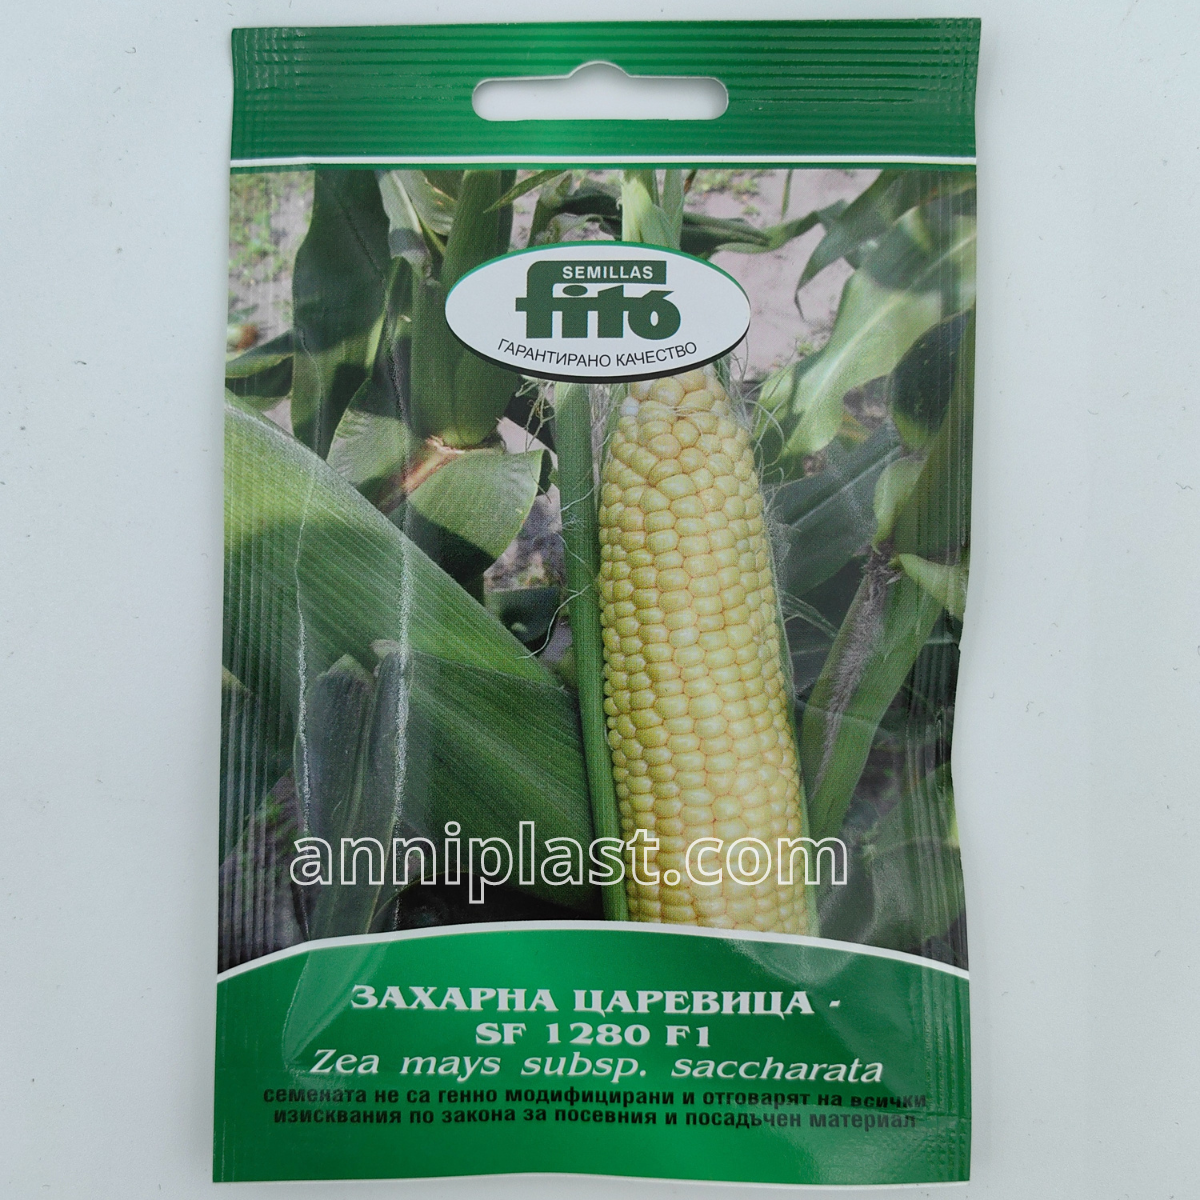 SEMILLAS
fitó
ГАРАНТИРАНО КАЧЕСТВО
anniplast.com
ЗАХАРНА ЦАРЕВИЦА -
SF 1280 F1
Zea mays subsp. saccharata
семената не са генно модифицирани и отговарят на всички
изисквания по закона за посевния и посадъчен материал